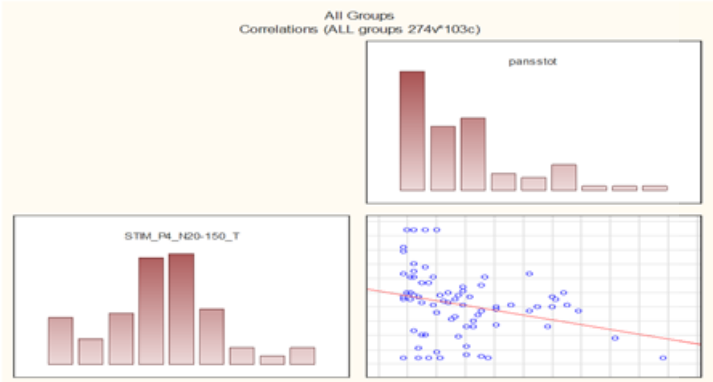 All Groups
Correlations (ALL groups 274v*103c)
pansstot
STIM_P4_N20-150_T